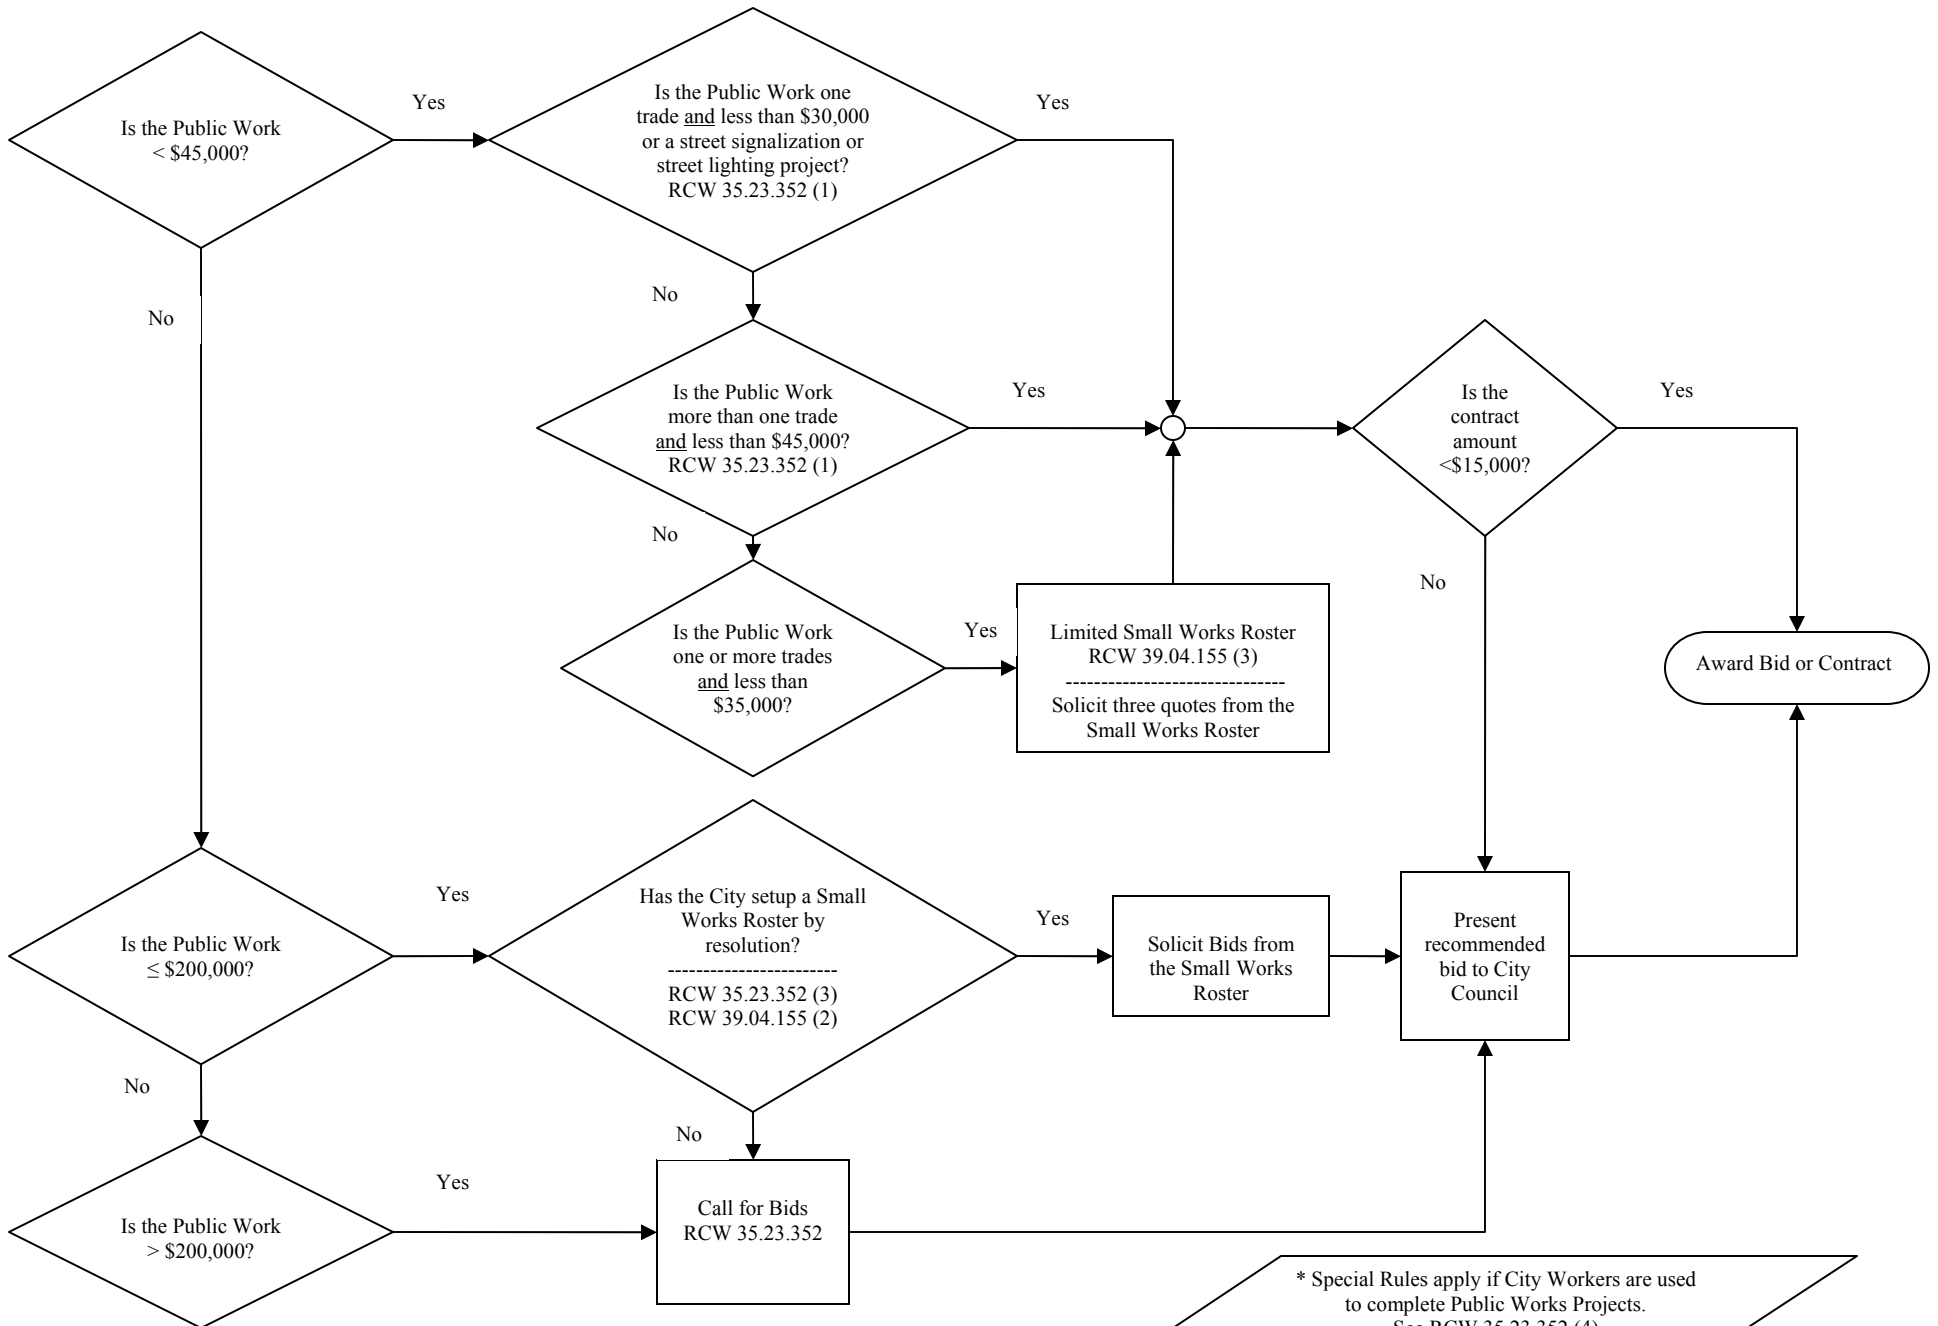 Is the Public Work
< $45,000?
Yes
Is the Public Work one
trade and less than $30,000
or a street signalization or
street lighting project?
RCW 35.23.352 (1)
Yes
No
No
Is the Public Work
more than one trade
and less than $45,000?
RCW 35.23.352 (1)
Yes
Is the
contract
amount
<$15,000?
Yes
No
No
Is the Public Work
one or more trades
and less than
$35,000?
Yes
Limited Small Works Roster
RCW 39.04.155 (3)
-------------------------------
Solicit three quotes from the
Small Works Roster
Award Bid or Contract
Is the Public Work
≤ $200,000?
Yes
Has the City setup a Small
Works Roster by
resolution?
------------------------
RCW 35.23.352 (3)
RCW 39.04.155 (2)
Yes
Solicit Bids from
the Small Works
Roster
Present
recommended
bid to City
Council
No
No
Is the Public Work
> $200,000?
Yes
Call for Bids
RCW 35.23.352
* Special Rules apply if City Workers are used
to complete Public Works Projects.
See RCW 35.23.352 (4)